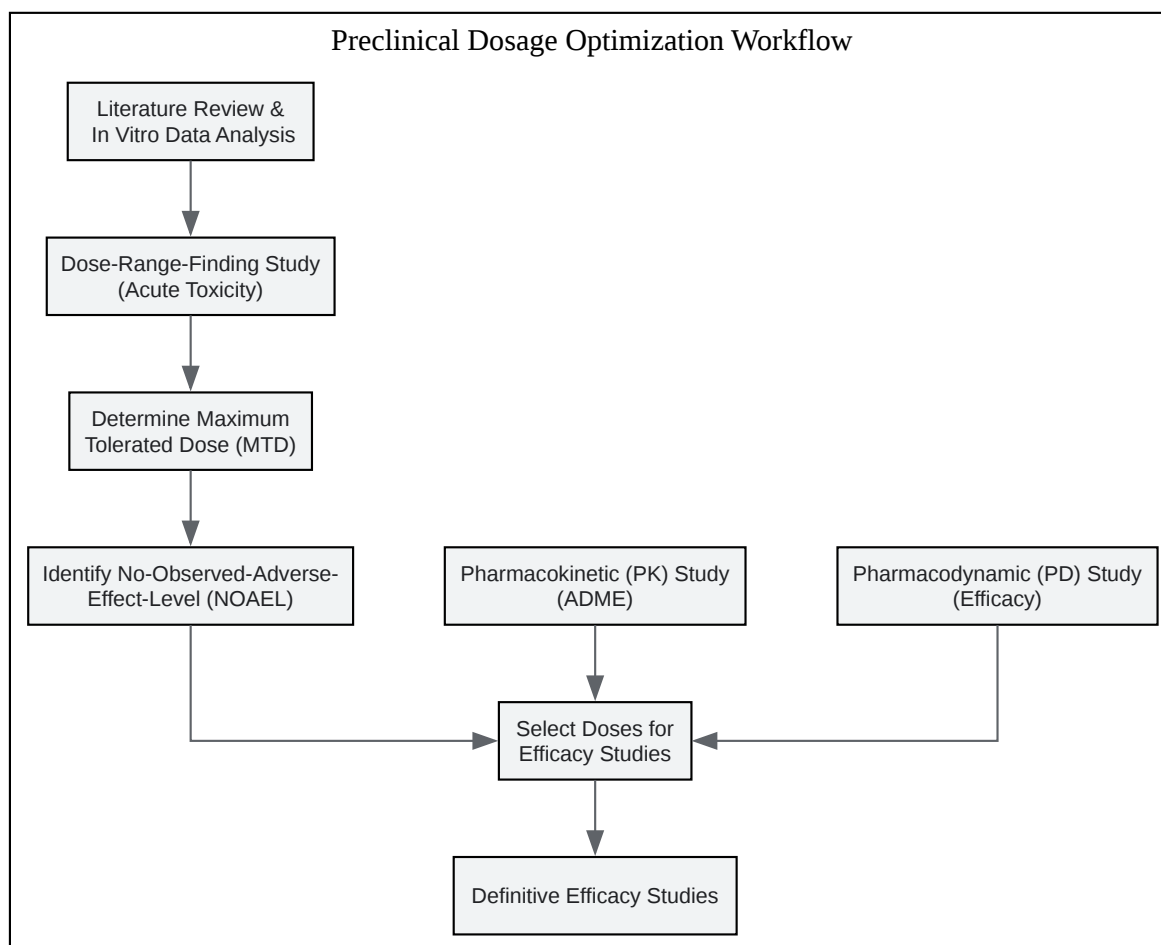 Preclinical Dosage Optimization Workflow
Literature Review &
In Vitro Data Analysis
Dose-Range-Finding Study
(Acute Toxicity)
Determine Maximum
Tolerated Dose (MTD)
Identify No-Observed-Adverse-
Effect-Level (NOAEL)
Pharmacokinetic (PK) Study
(ADME)
Pharmacodynamic (PD) Study
(Efficacy)
Select Doses for
Efficacy Studies
Definitive Efficacy Studies